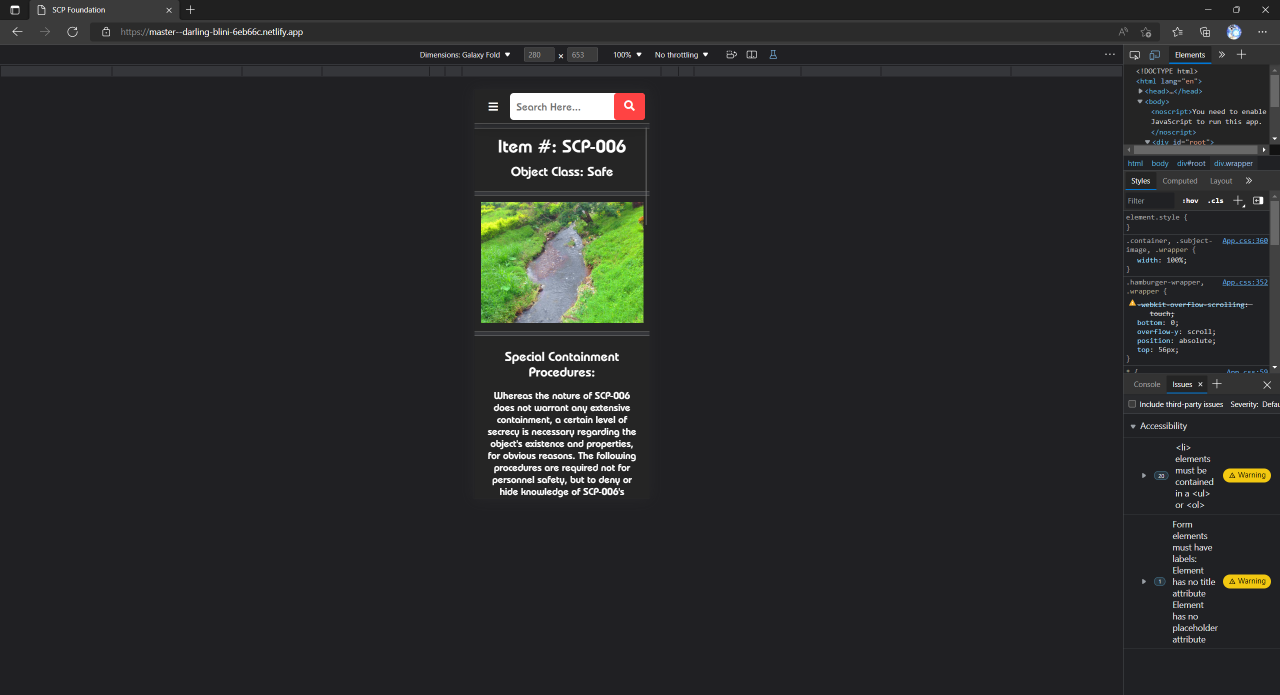 SCP Foundation
https://master--darling-blini-6eb66c.netlify.app
Dimensions: Galaxy Fold ▼ 280 × 653 100% ▼ No throttling ▼
Elements
Search Here...
Item #: SCP-006
Object Class: Safe
Special Containment
Procedures:
Whereas the nature of SCP-006
does not warrant any extensive
containment, a certain level of
secrecy is necessary regarding the
object's existence and properties,
for obvious reasons. The following
procedures are required not for
personnel safety, but to deny or
hide knowledge of SCP-006's
<!DOCTYPE html>
<html lang="en">
<head>…</head>
<body>
<noscript>You need to enable
JavaScript to run this app.
</noscript>
<div id="root">
html body div#root div.wrapper
Styles Computed Layout
Filter :hov .cls
element.style {
}
.container, .subject- App.css:360
image, .wrapper {
width: 100%;
}
.hamburger-wrapper, App.css:352
.wrapper {
-webkit-overflow-scrolling:
touch;
bottom: 0;
overflow-y: scroll;
position: absolute;
top: 56px;
}
* { App.css:59
Console Issues
Include third-party issues Severity: Defau
Accessibility
20
<li>
elements
must be
contained
in a <ul>
or <ol>
Warning
1
Form
elements
must have
labels:
Element
has no title
attribute
Element
has no
placeholder
attribute
Warning